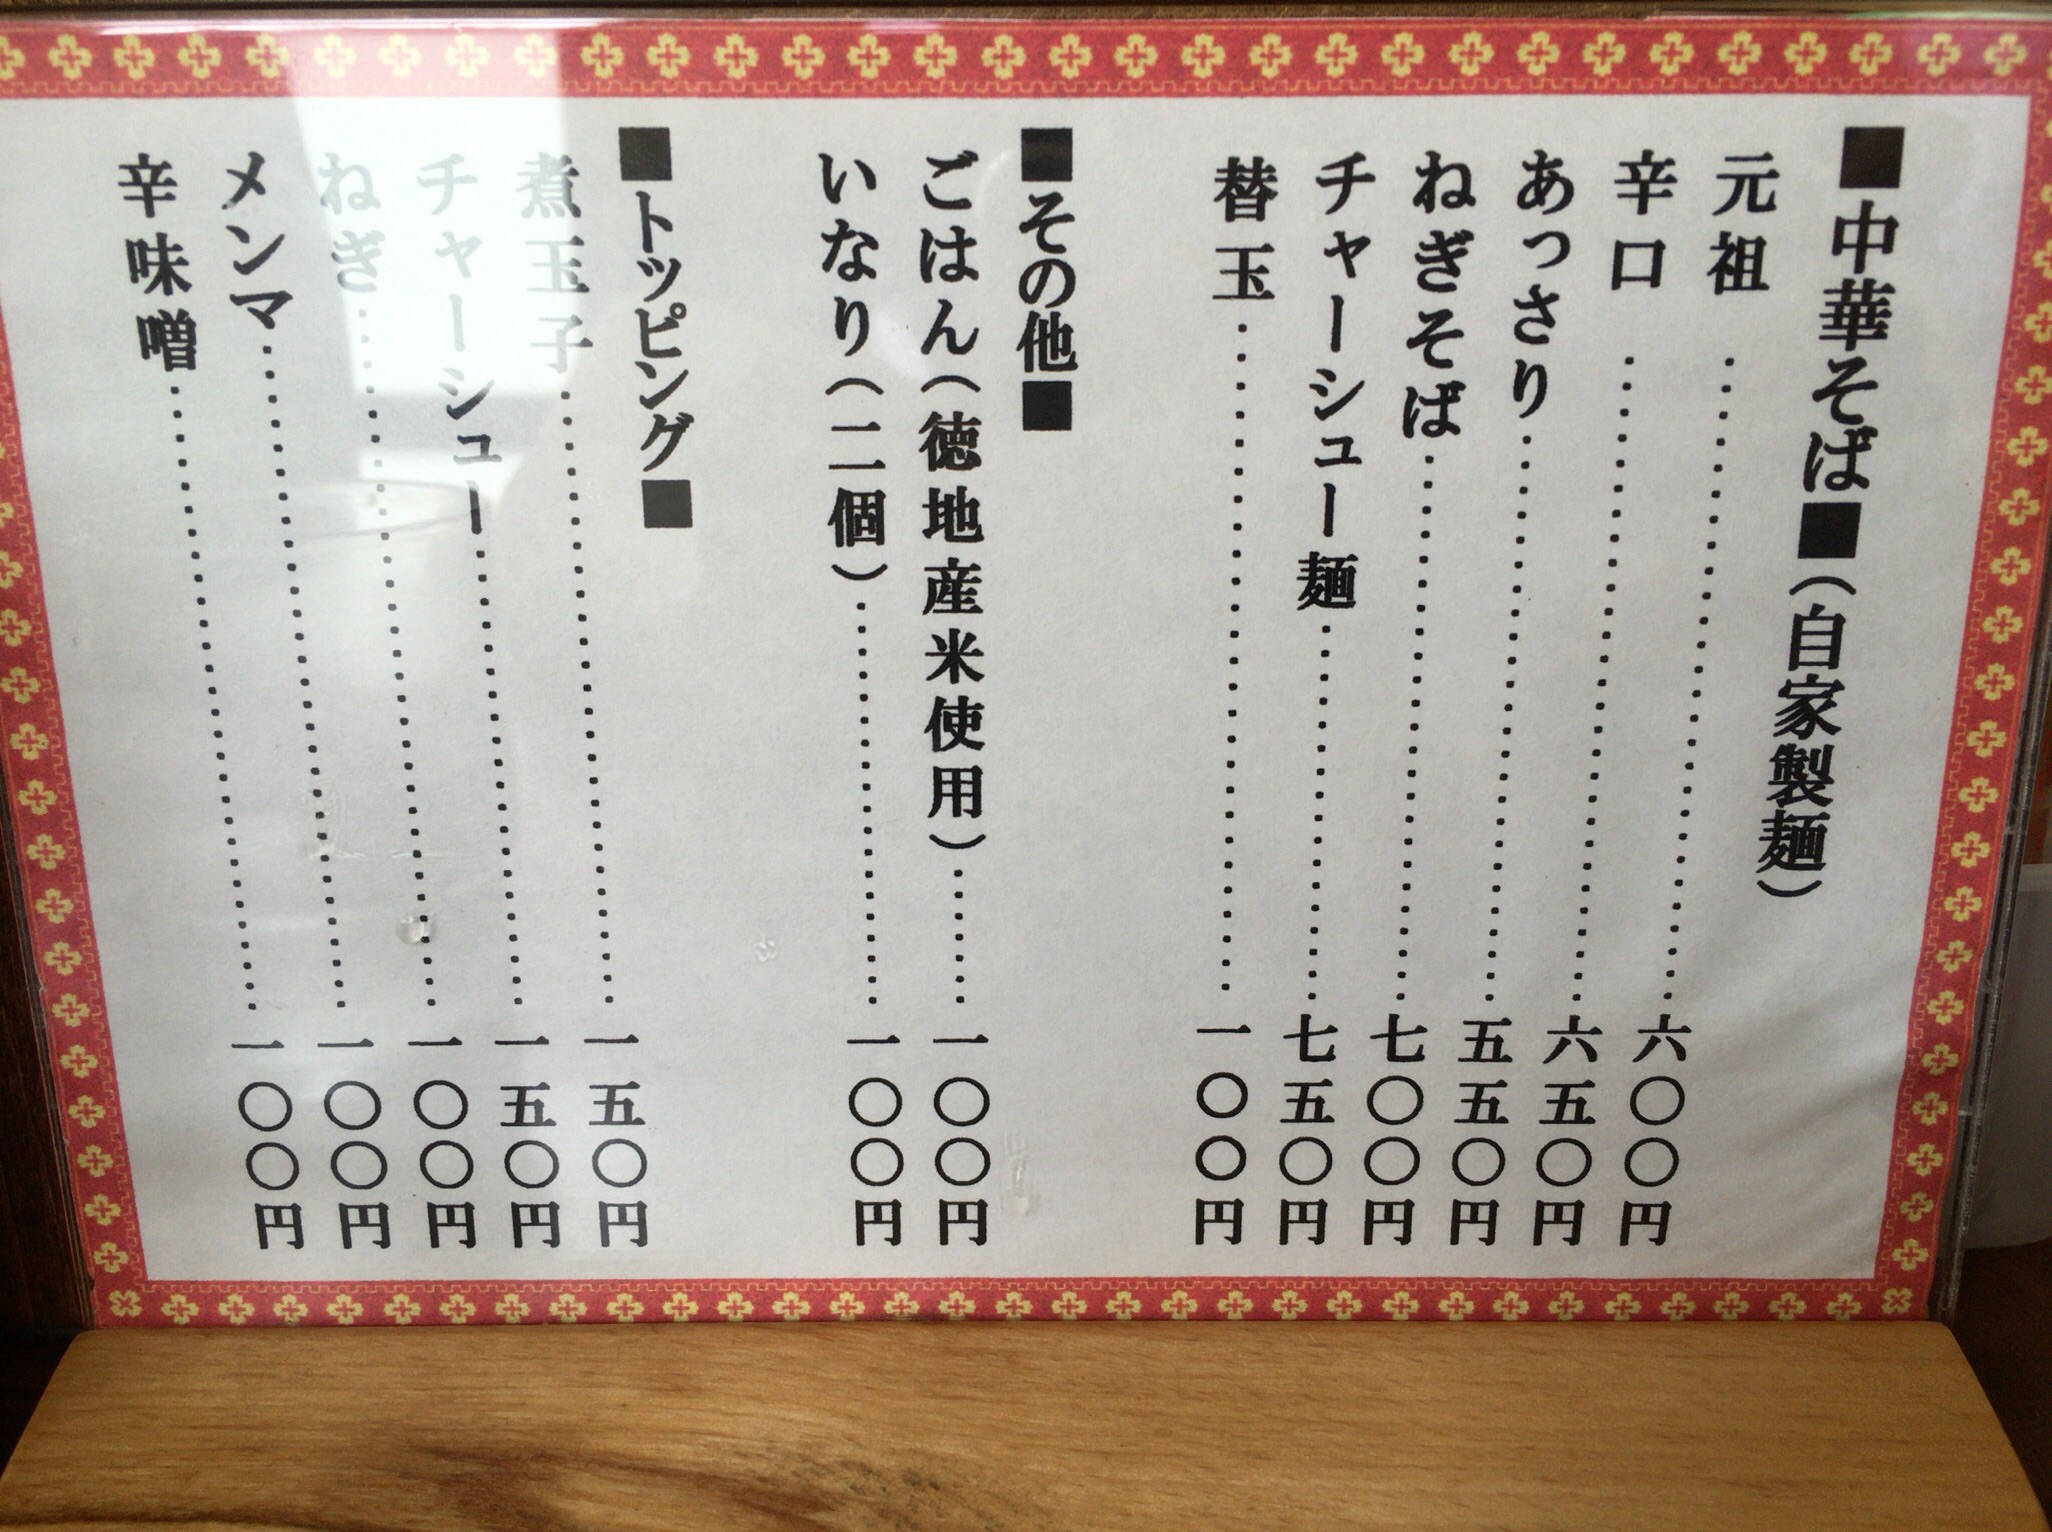 ■中華そば■(自家製麺)
元祖…………六〇〇円
辛口…………六五〇円
あっさり…………五五〇円
ねぎそば…………七〇〇円
チャーシュー麺…………七五〇円
替玉…………一〇〇円
■その他■
ごはん(徳地産米使用)……一〇〇円
いなり(二個)…………一〇〇円
■トッピング■
煮玉子…………一五〇円
チャーシュー…………一五〇円
ねぎ…………一〇〇円
メンマ…………一〇〇円
辛味噌…………一〇〇円